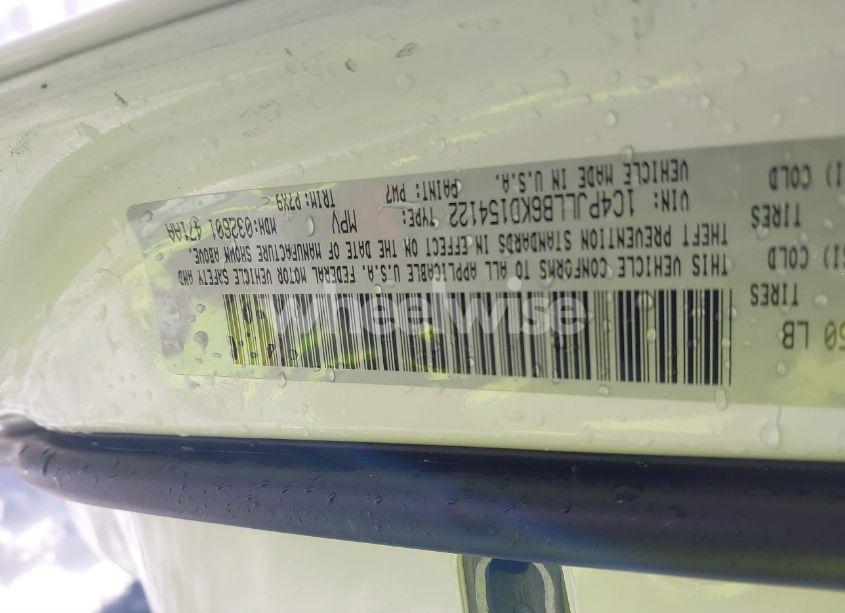 THIS VEHICLE CONFORMS TO ALL APPLICABLE U.S.A. FEDERAL MOTOR VEHICLE SAFETY AND
THEFT PREVENTION STANDARDS IN EFFECT ON THE DATE OF MANUFACTURE SHOWN ABOVE.
VIN: 1C4PJLLB6KD154122 TYPE: MPV MDH:032601 471AA
VEHICLE MADE IN U.S.A. PAINT: PW7 TRIM:P7X9
50 LB
TIRES
COLD
TIRES
I) COLD
wheelwise